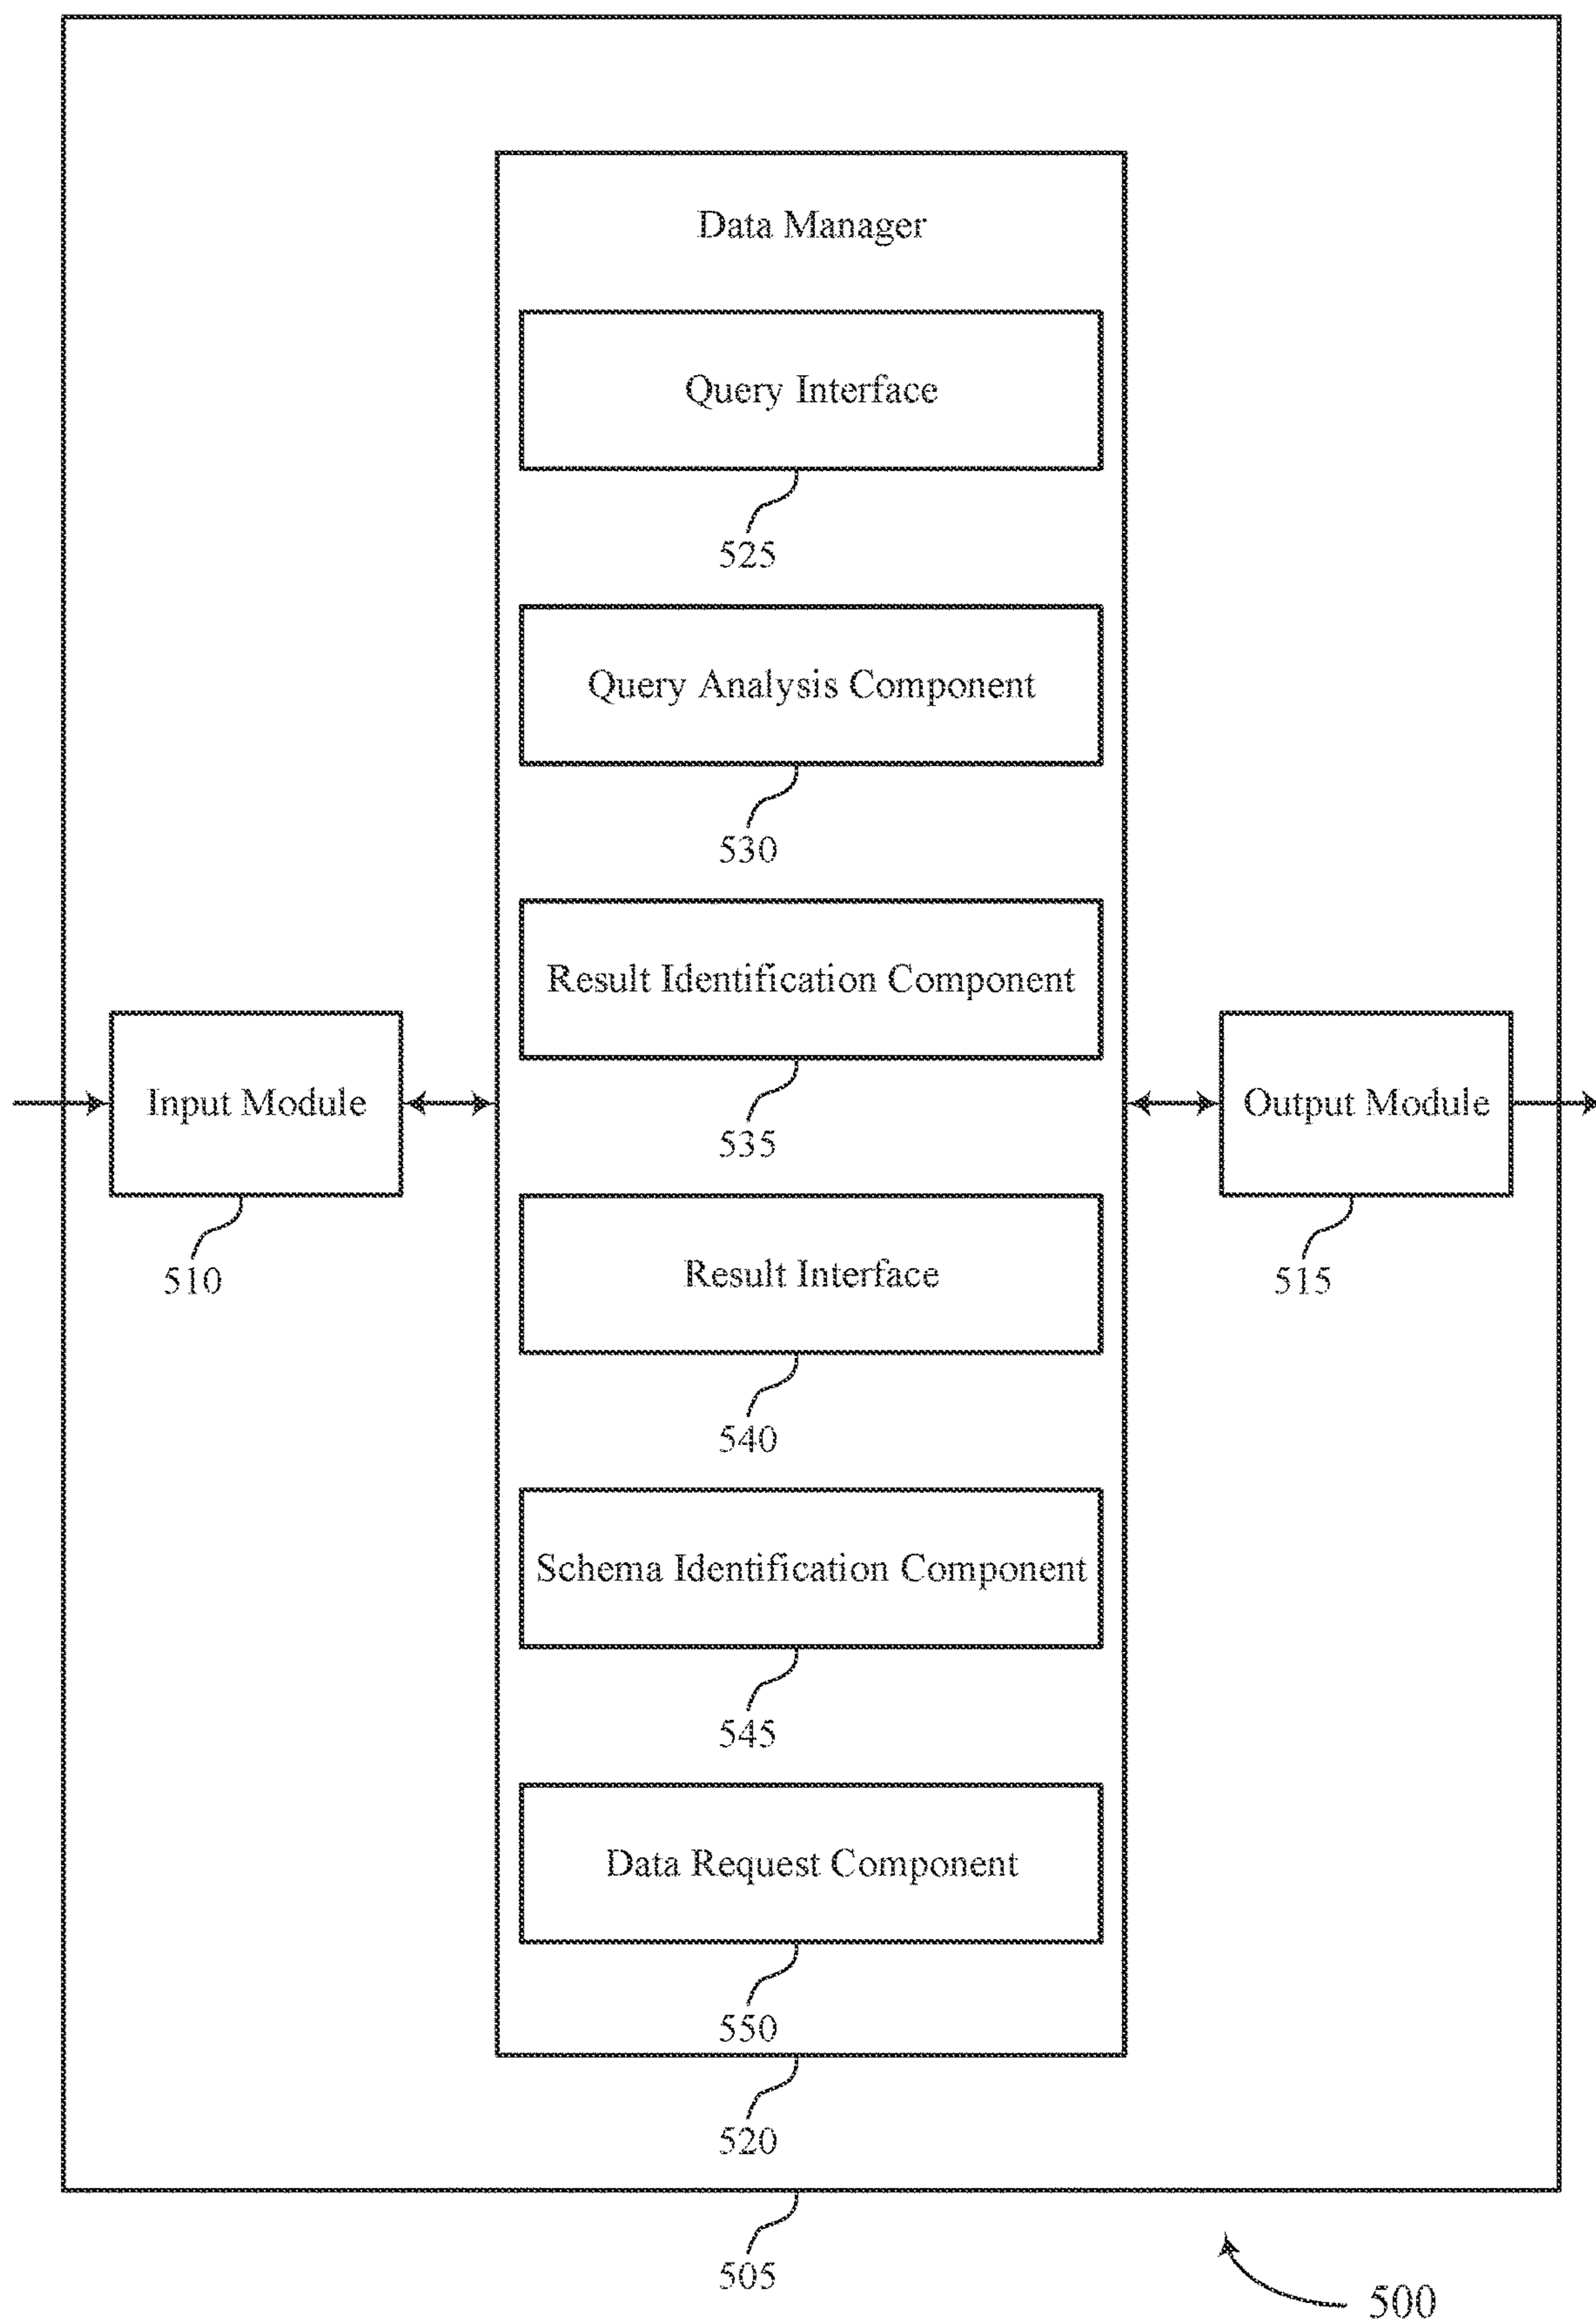 Data Manager
Query Interface
525
Query Analysis Component
530
Result Identification Component
535
Input Module
510
Output Module
515
Result Interface
540
Schema Identification Component
545
Data Request Component
550
520
505
500